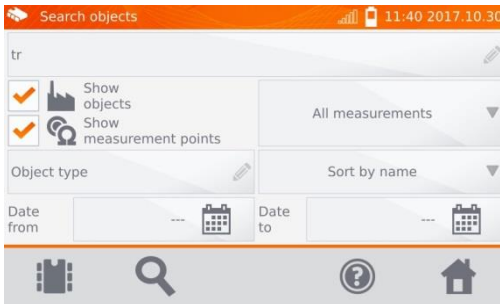 Search objects 11:40 2017.10.30
tr
Show
objects
Show
measurement points
All measurements
Object type
Sort by name
Date
from
---
Date
to
---